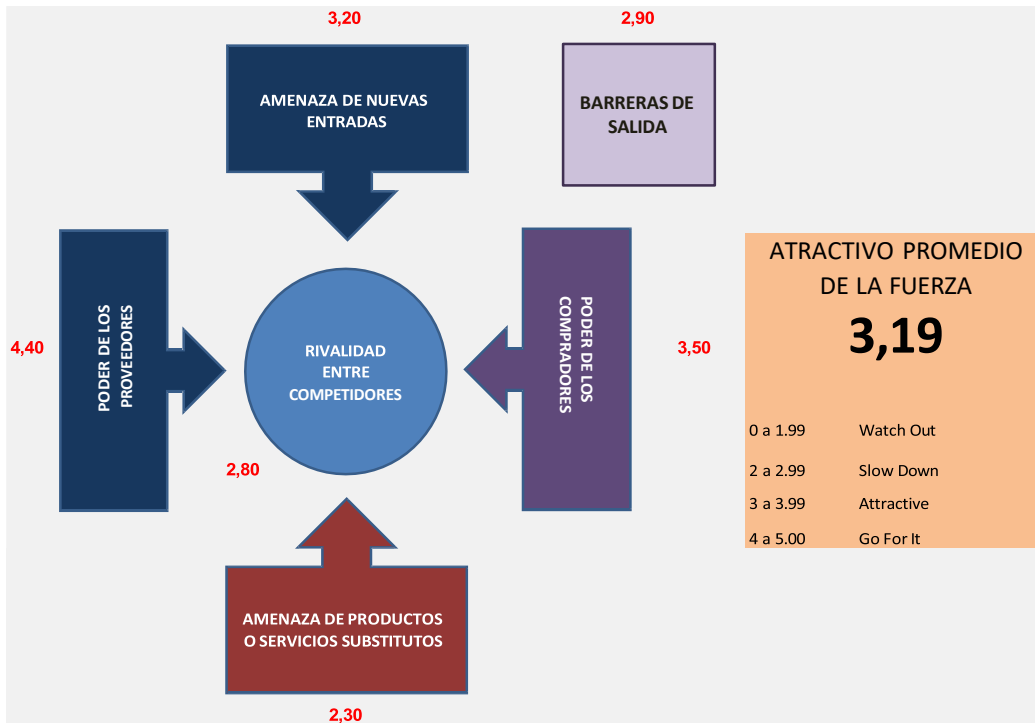 3,20
2,90
AMENAZA DE NUEVAS
ENTRADAS
BARRERAS DE
SALIDA
4,40
PODER DE LOS
PROVEEDORES
RIVALIDAD
ENTRE
COMPETIDORES
2,80
PODER DE LOS
COMPRADORES
3,50
ATRACTIVO PROMEDIO
DE LA FUERZA
3,19
0 a 1.99 Watch Out
2 a 2.99 Slow Down
3 a 3.99 Attractive
4 a 5.00 Go For It
AMENAZA DE PRODUCTOS
O SERVICIOS SUBSTITUTOS
2,30